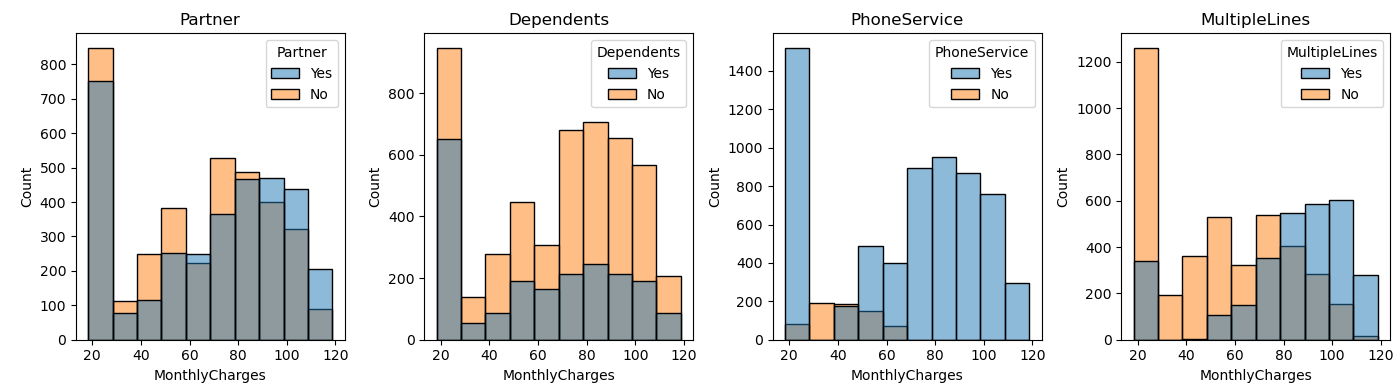 Partner
Count
800
700
600
500
400
300
200
100
0
20 40 60 80 100 120
MonthlyCharges
Partner
Yes
No
Dependents
Count
800
600
400
200
0
20 40 60 80 100 120
MonthlyCharges
Dependents
Yes
No
PhoneService
Count
1400
1200
1000
800
600
400
200
0
20 40 60 80 100 120
MonthlyCharges
PhoneService
Yes
No
MultipleLines
Count
1200
1000
800
600
400
200
0
20 40 60 80 100 120
MonthlyCharges
MultipleLines
Yes
No